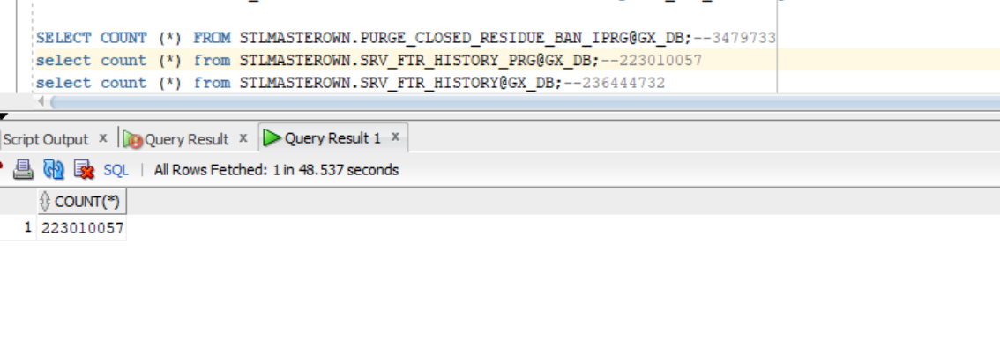 SELECT COUNT (*) FROM STLMASTEROWN.PURGE_CLOSED_RESIDUE_BAN_IPRG@GX_DB;--3479733
select count (*) from STLMASTEROWN.SRV_FTR_HISTORY_PRG@GX_DB;--223010057
select count (*) from STLMASTEROWN.SRV_FTR_HISTORY@GX_DB;--236444732
Script Output x Query Result x Query Result 1 x
SQL | All Rows Fetched: 1 in 48.537 seconds
COUNT(*)
1 223010057